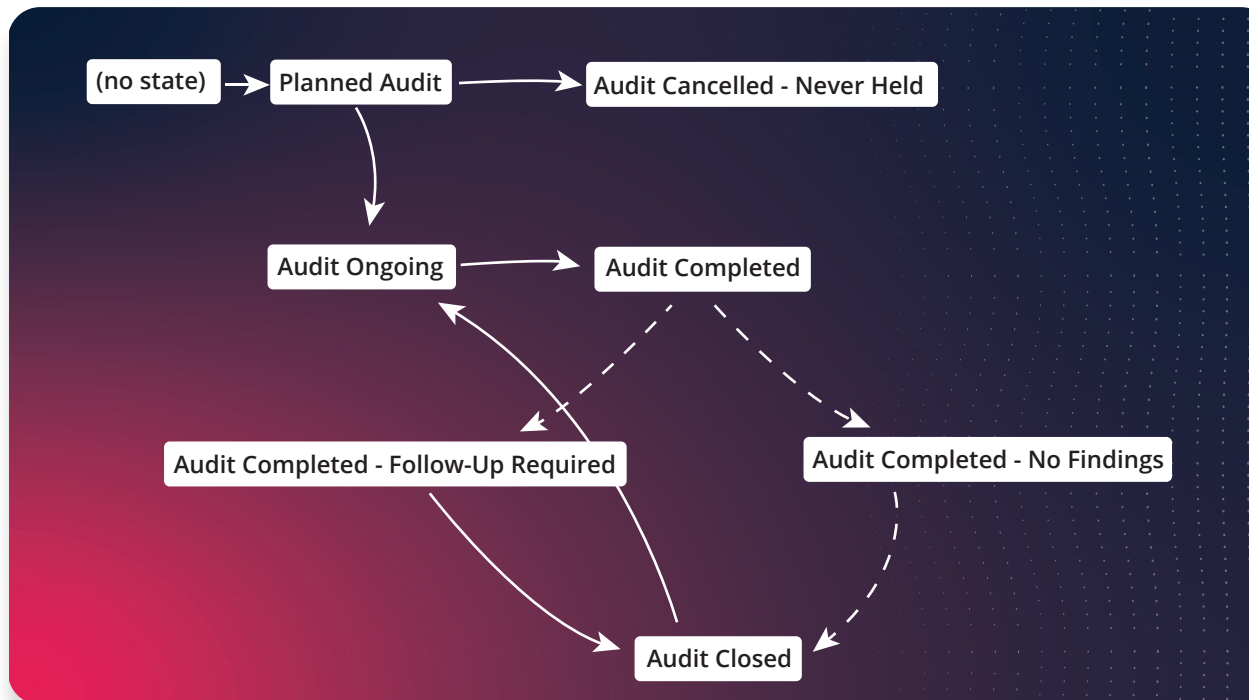 (no state)
Planned Audit
Audit Cancelled - Never Held
Audit Ongoing
Audit Completed
Audit Completed - Follow-Up Required
Audit Completed - No Findings
Audit Closed